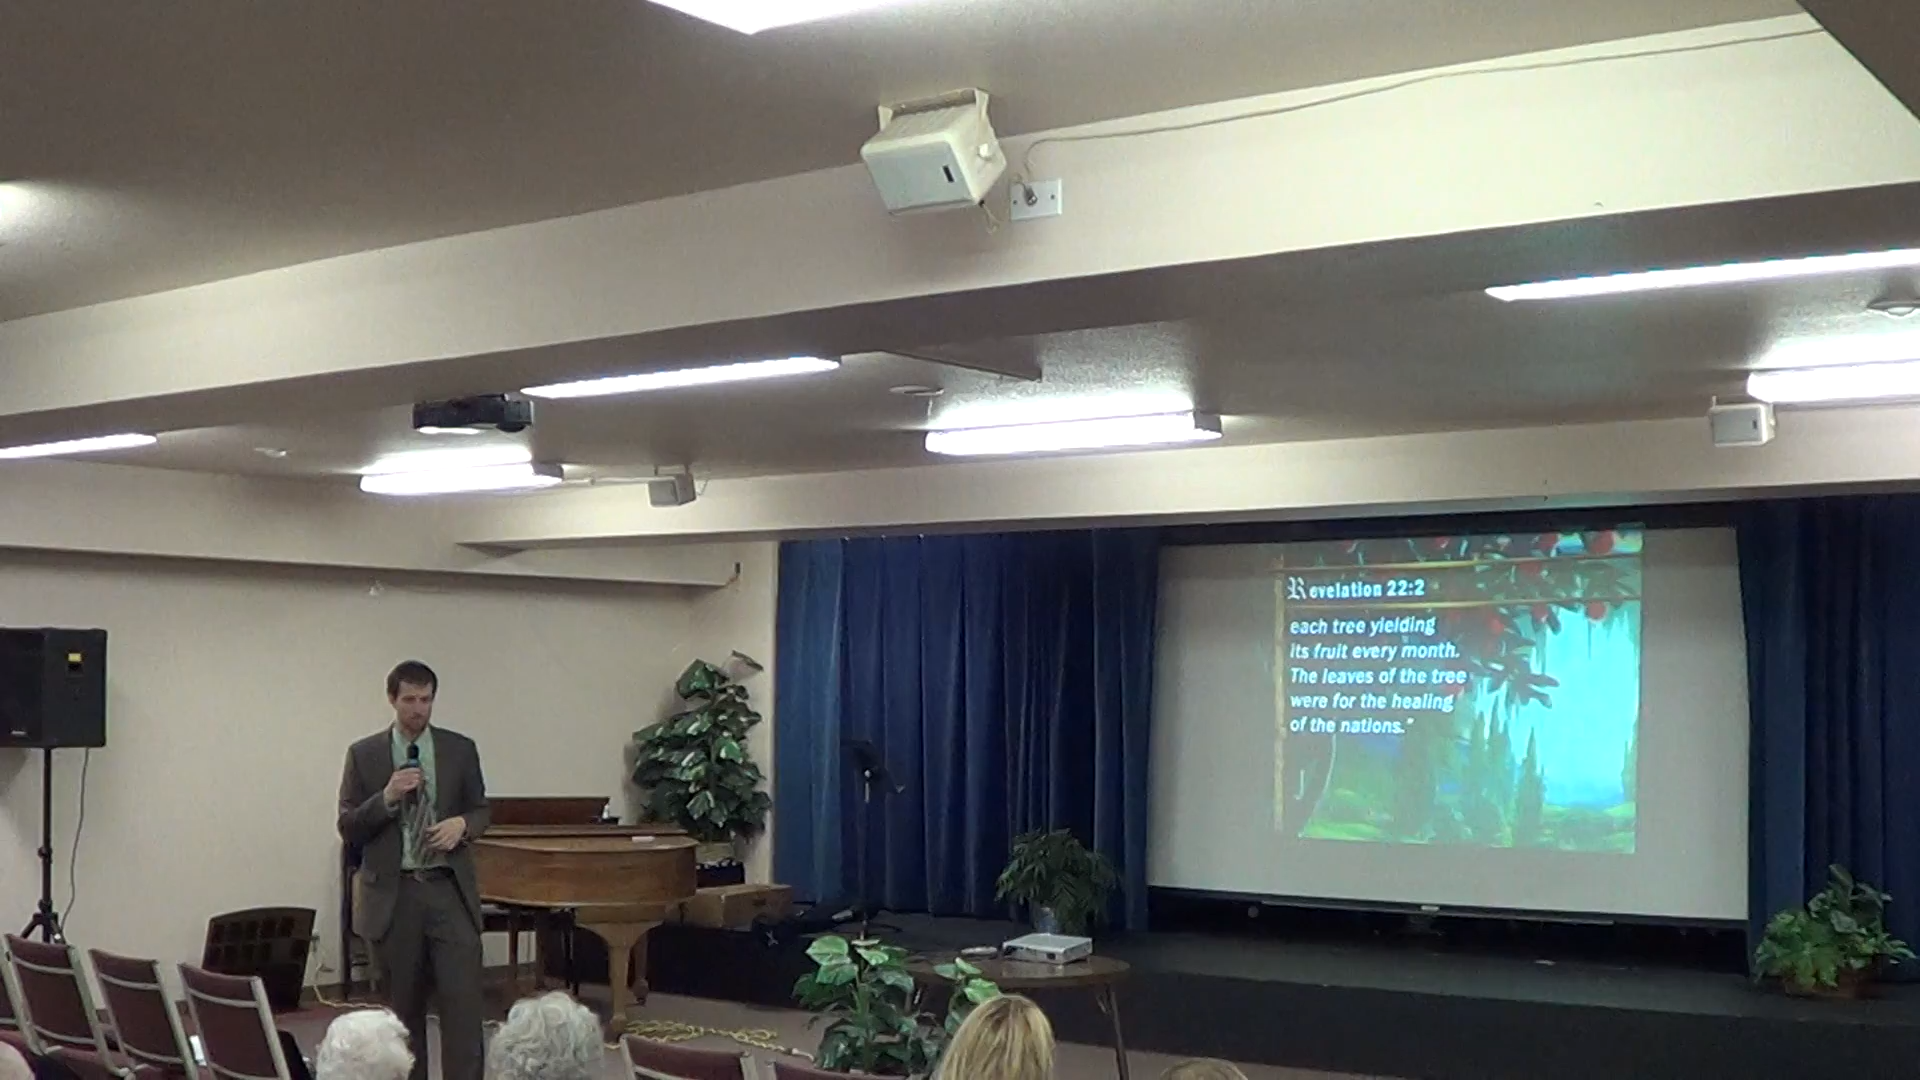 Revelation 22:2
each tree yielding
its fruit every month.
The leaves of the tree
were for the healing
of the nations."